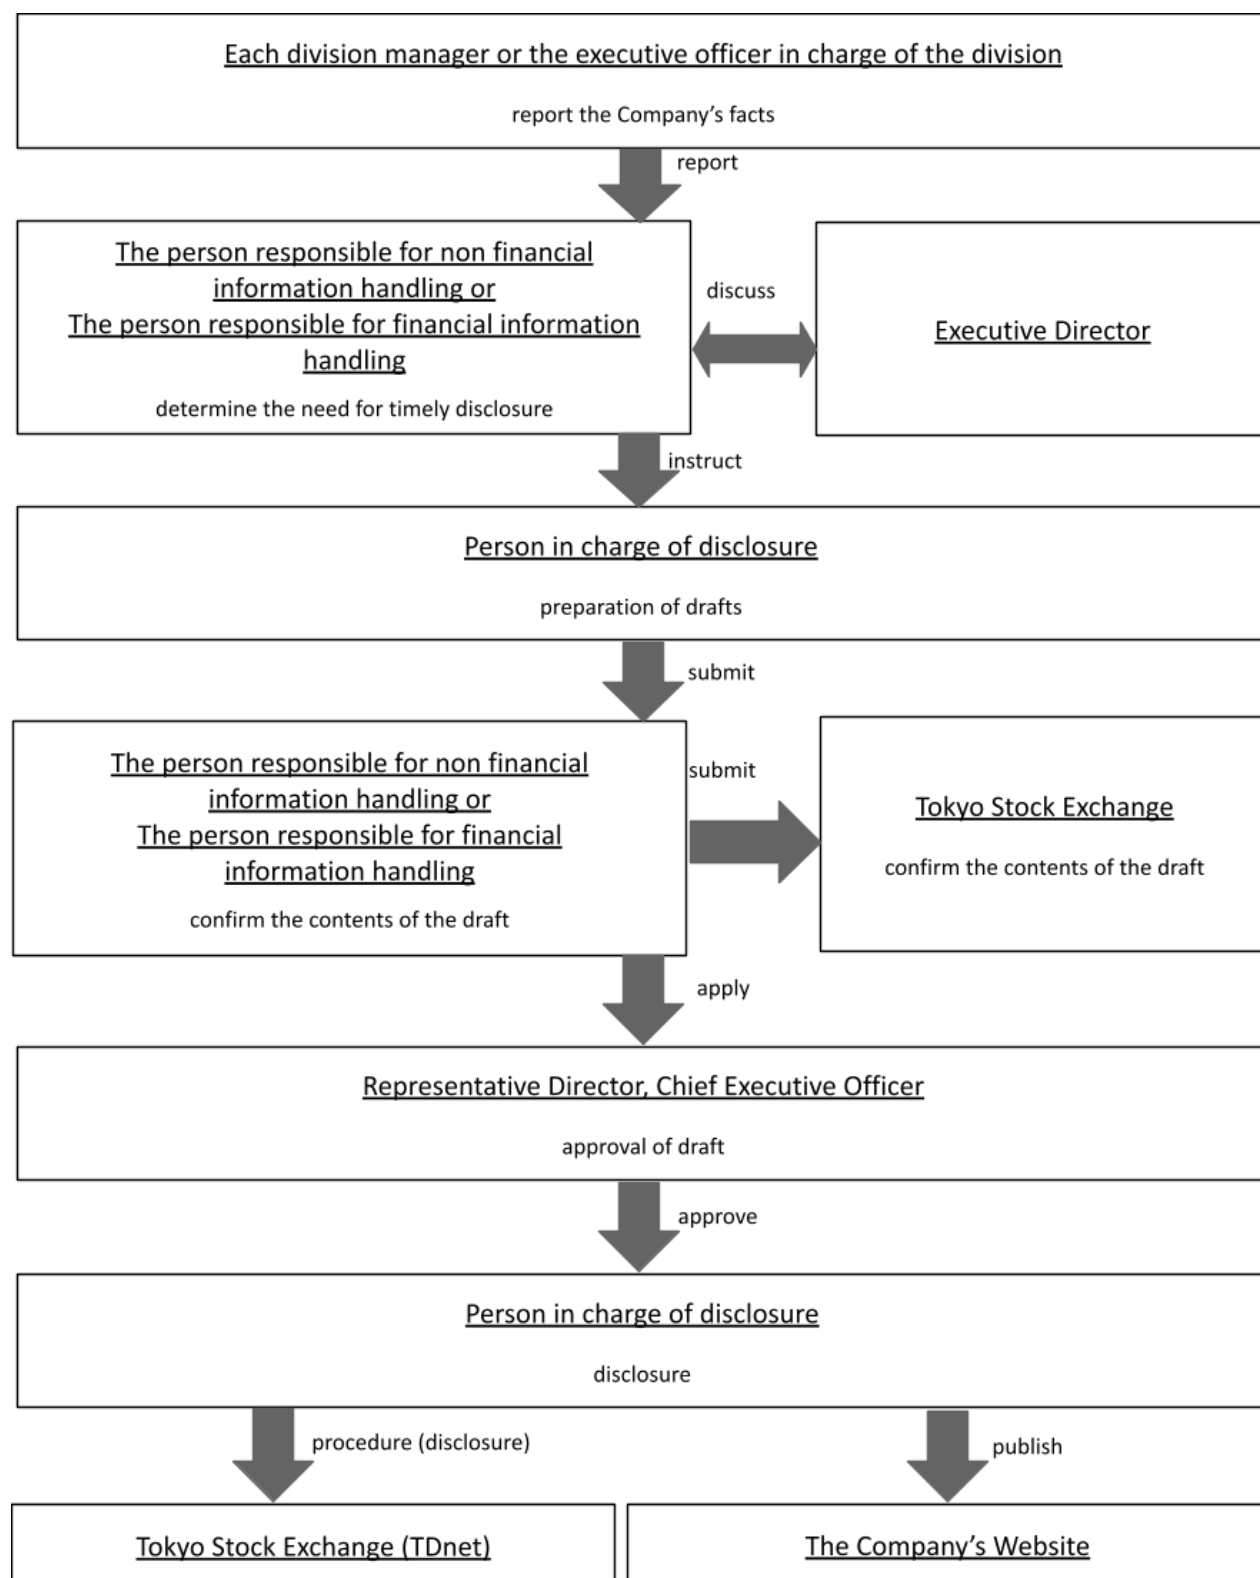 Each division manager or the executive officer in charge of the division
report the Company’s facts
report
The person responsible for non financial
information handling or
The person responsible for financial information
handling
determine the need for timely disclosure
discuss
Executive Director
instruct
Person in charge of disclosure
preparation of drafts
submit
The person responsible for non financial
information handling or
The person responsible for financial
information handling
confirm the contents of the draft
submit
Tokyo Stock Exchange
confirm the contents of the draft
apply
Representative Director, Chief Executive Officer
approval of draft
approve
Person in charge of disclosure
disclosure
procedure (disclosure)
publish
Tokyo Stock Exchange (TDnet)
The Company’s Website